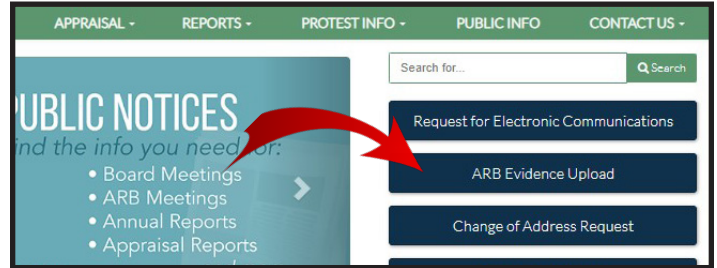 APPRAISAL REPORTS PROTEST INFO PUBLIC INFO CONTACT US
Search for... Search
PUBLIC NOTICES
find the info you need for:
• Board Meetings
• ARB Meetings
• Annual Reports
• Appraisal Reports
Request for Electronic Communications
ARB Evidence Upload
Change of Address Request